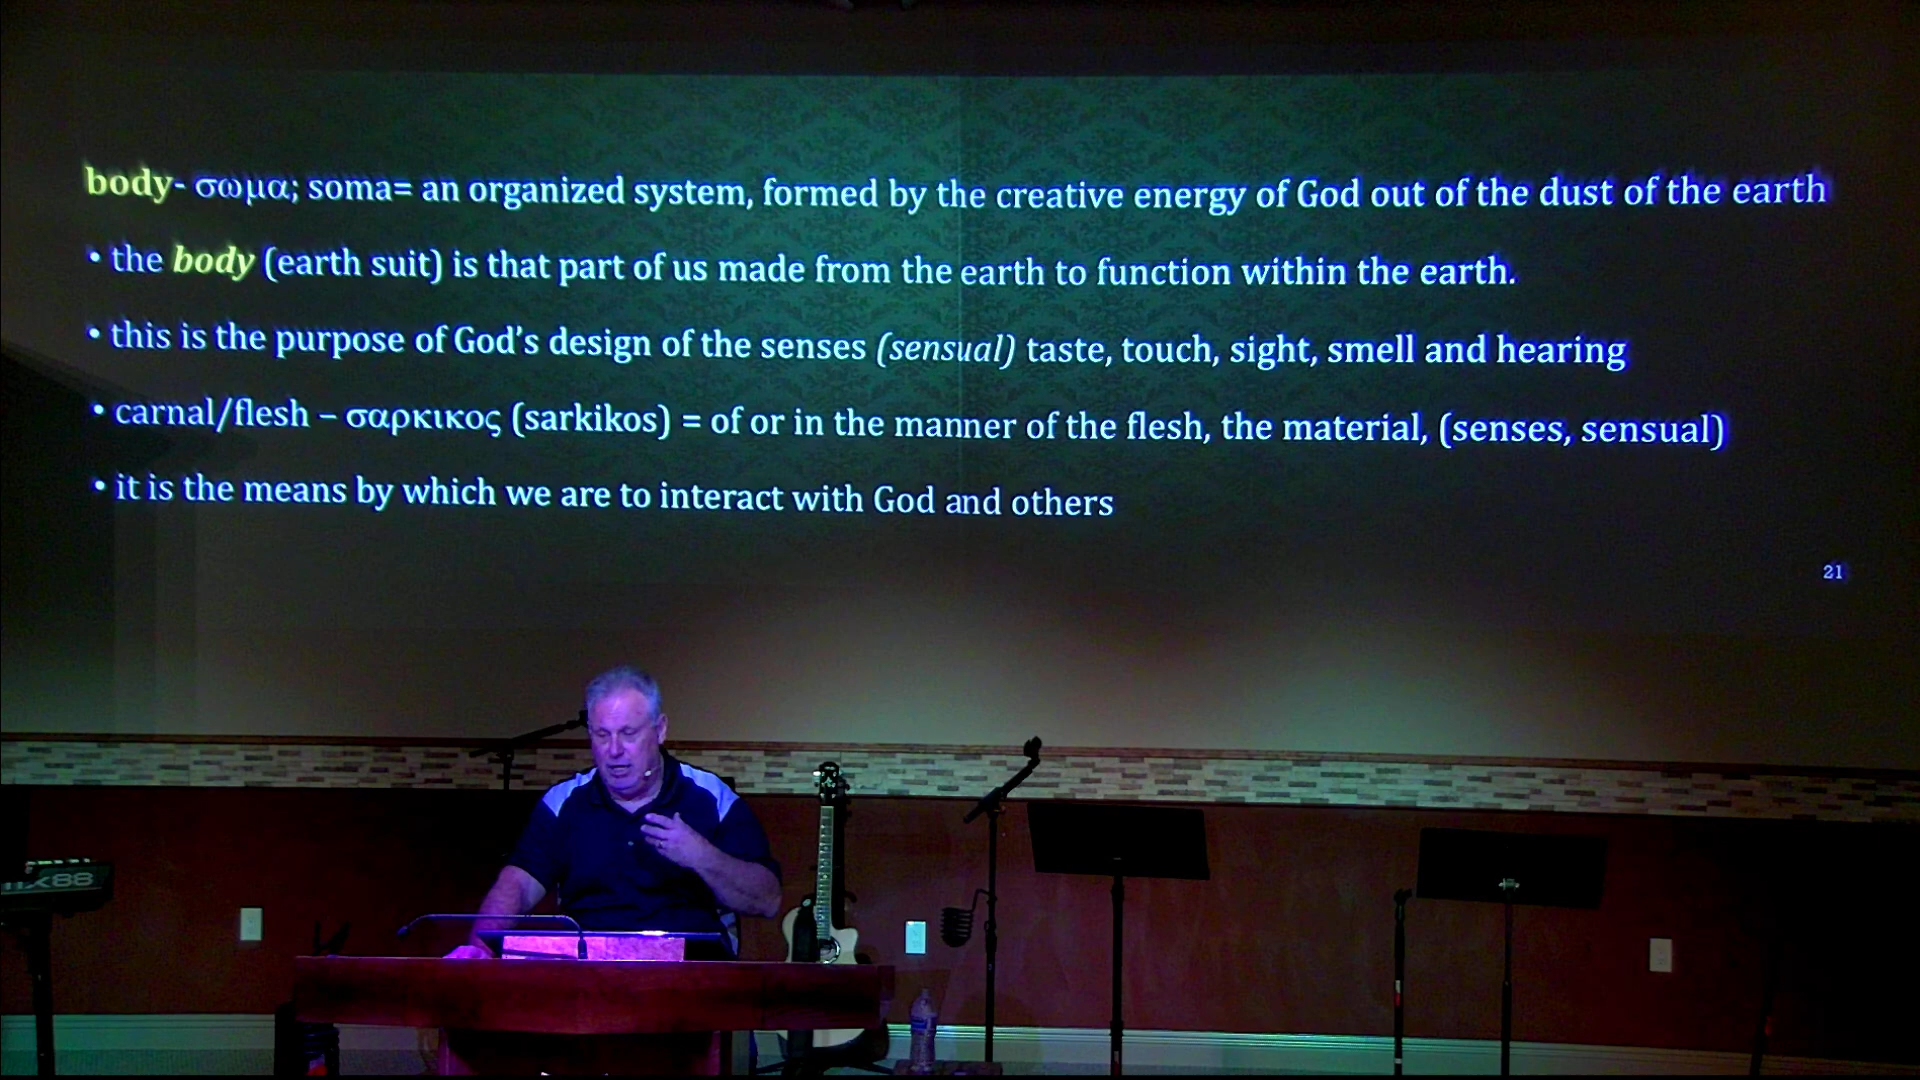 body- σωμα; soma= an organized system, formed by the creative energy of God out of the dust of the earth
• the body (earth suit) is that part of us made from the earth to function within the earth.
• this is the purpose of God’s design of the senses (sensual) taste, touch, sight, smell and hearing
• carnal/flesh – σαρκικος (sarkikos) = of or in the manner of the flesh, the material, (senses, sensual)
• it is the means by which we are to interact with God and others
21
mx88